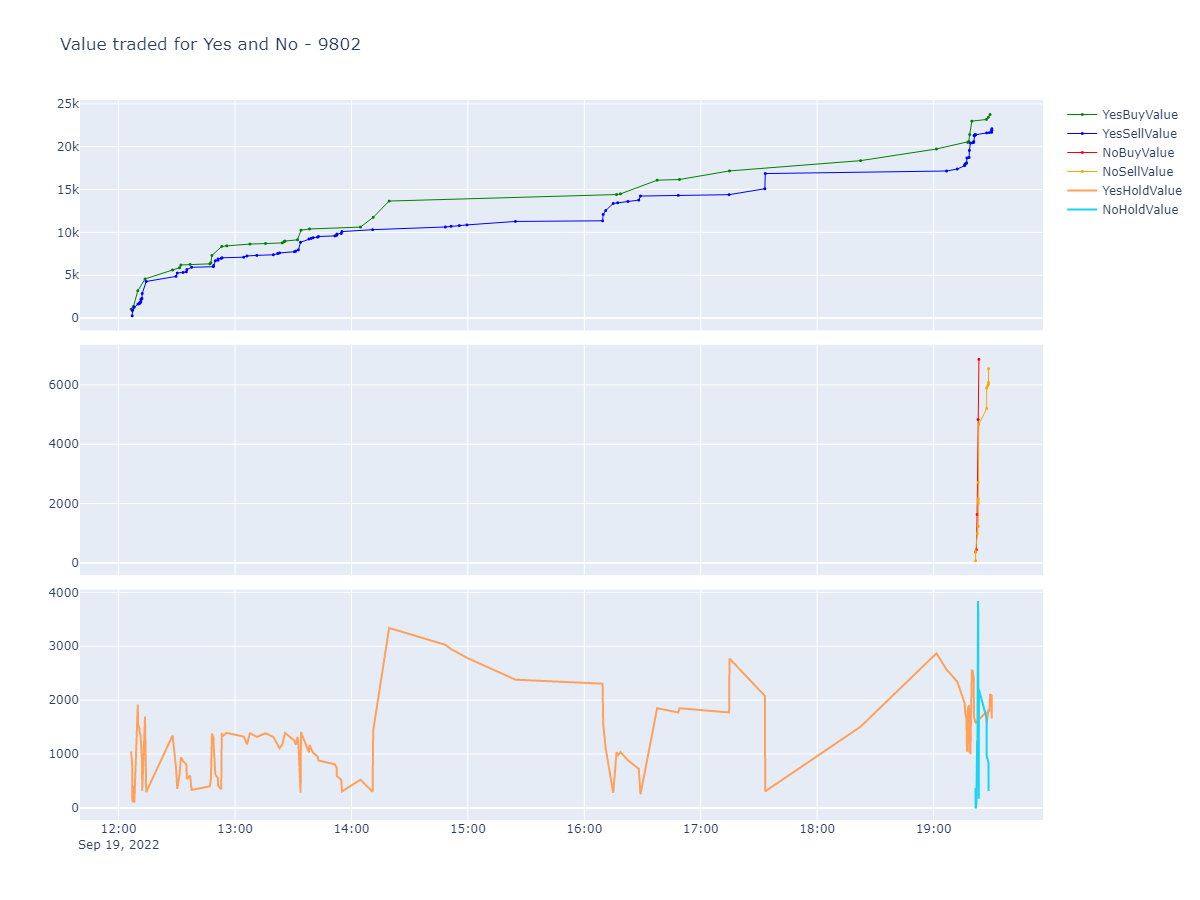 Value traded for Yes and No - 9802
25k
20k
15k
10k
5k
0
YesBuyValue
YesSellValue
NoBuyValue
NoSellValue
YesHoldValue
NoHoldValue
6000
4000
2000
0
4000
3000
2000
1000
0
12:00 13:00 14:00 15:00 16:00 17:00 18:00 19:00
Sep 19, 2022